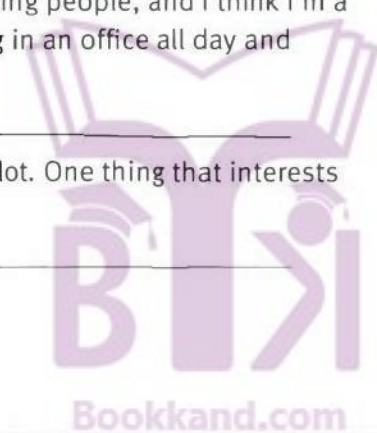 ing people, and I think I'm a
g in an office all day and
lot. One thing that interests
Bookkand.com